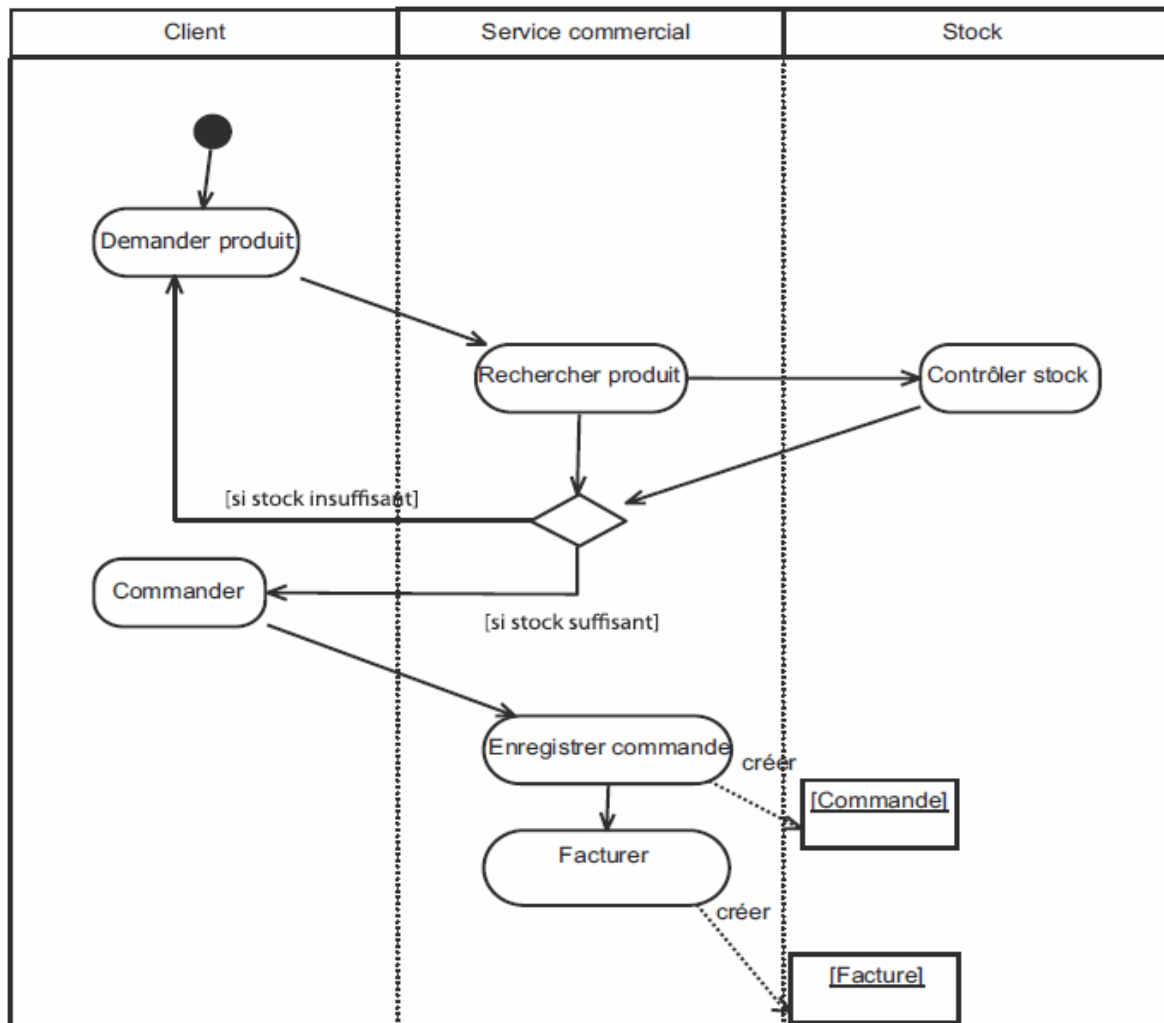 Client
Service commercial
Stock
Demander produit
Rechercher produit
Contrôler stock
[si stock insuffisant]
Commander
[si stock suffisant]
Enregistrer commande
créer
[Commande]
Facturer
créer
[Facture]